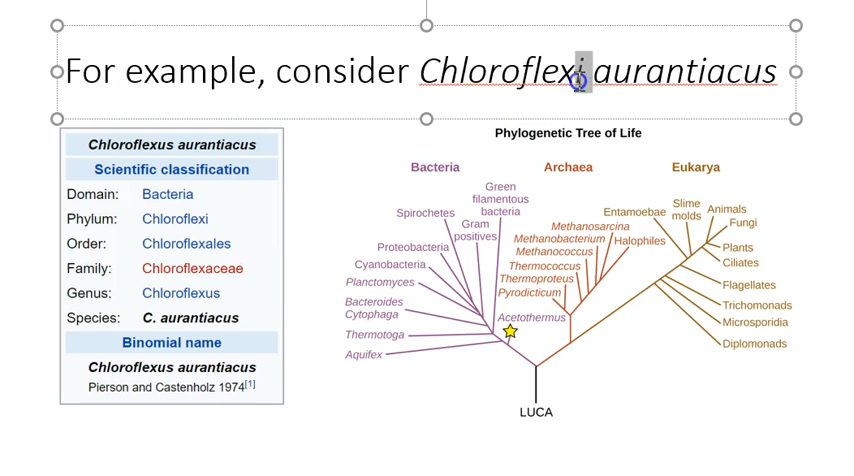 For example, consider Chloroflexi aurantiacus
Chloroflexus aurantiacus
Scientific classification
Domain: Bacteria
Phylum: Chloroflexi
Order: Chloroflexales
Family: Chloroflexaceae
Genus: Chloroflexus
Species: C. aurantiacus
Binomial name
Chloroflexus aurantiacus
Pierson and Castenholz 1974[1]
Phylogenetic Tree of Life
Bacteria
Archaea
Eukarya
Green
filamentous
bacteria
Spirochetes
Gram
positives
Proteobacteria
Cyanobacteria
Planctomyces
Bacteroides
Cytophaga
Thermotoga
Aquifex
Acetothermus
Methanosarcina
Methanobacterium
Halophiles
Methanococcus
Thermococcus
Thermoproteus
Pyrodicticum
Entamoebae
Slime
molds
Animals
Fungi
Plants
Ciliates
Flagellates
Trichomonads
Microsporidia
Diplomonads
LUCA